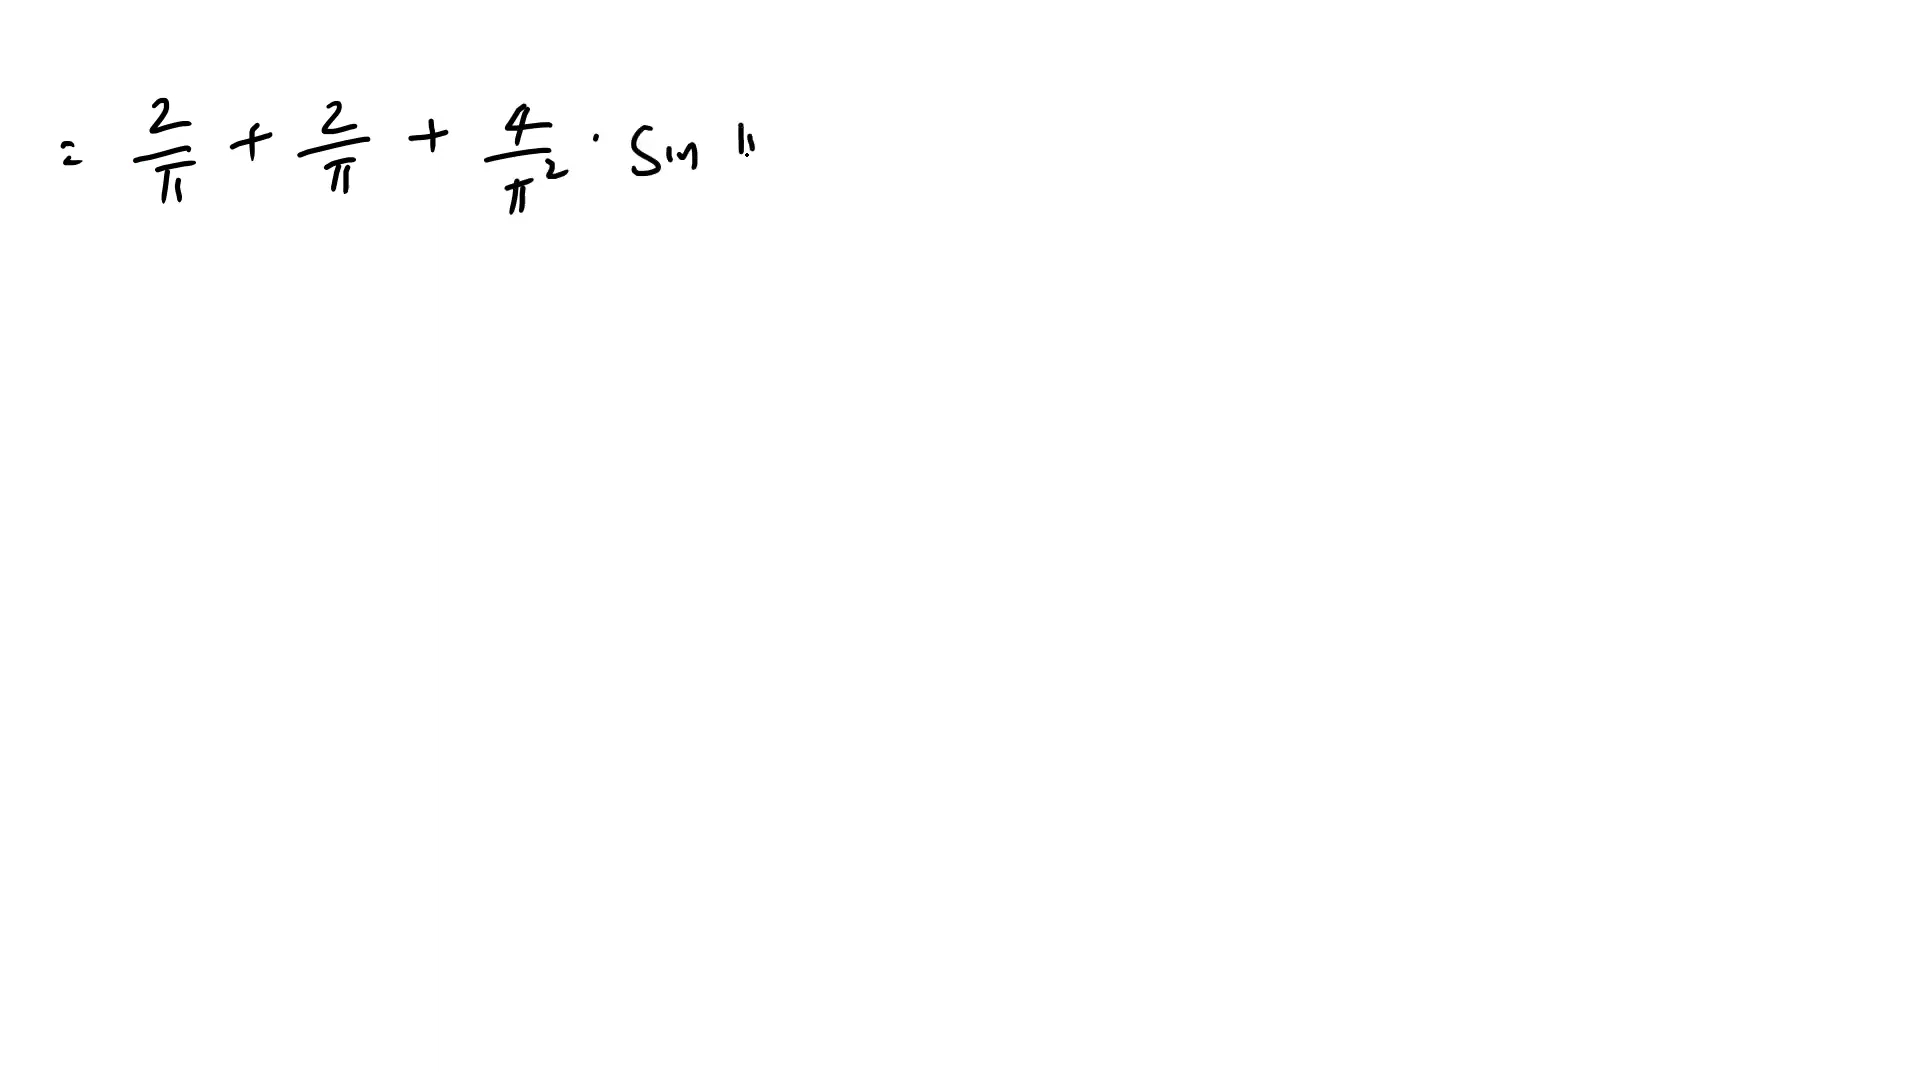 = 2/π + 2/π + 4/π² · sin